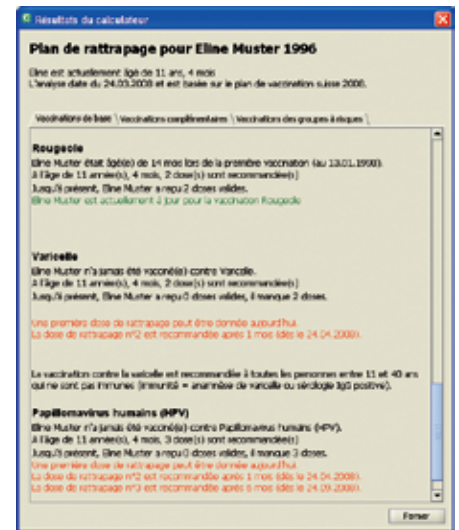 Résultats du calculateur
Plan de rattrapage pour Eline Muster 1996
Eline est actuellement âgé de 11 ans, 4 mois
L'analyse date du 24.03.2008 et est basée sur le plan de vaccination suisse 2008.
Vaccinations de base \ Vaccinations complémentaires \ Vaccinations des groupes à risques \
Rougeole
Eline Muster était âgé(e) de 14 mois lors de la première vaccination (au 13.01.1998).
A l'âge de 11 année(s), 4 mois, 2 dose(s) sont recommandée(s)
Jusqu'à présent, Eline Muster a reçu 2 doses valides.
Eline Muster est actuellement à jour pour la vaccination Rougeole
Varicelle
Eline Muster n'a jamais été vacciné(e) contre Varicelle.
A l'âge de 11 année(s), 4 mois, 2 dose(s) sont recommandée(s)
Jusqu'à présent, Eline Muster a reçu 0 doses valides, il manque 2 doses.
Une première dose de rattrapage peut être donnée aujourd'hui.
La dose de rattrapage n°2 est recommandée après 1 mois (dès le 24.04.2008).
La vaccination contre la varicelle est recommandée à toutes les personnes entre 11 et 40 ans
qui ne sont pas immunes (immunité = anamnèse de varicelle ou sérologie IgG positive).
Papillomavirus humains (HPV)
Eline Muster n'a jamais été vacciné(e) contre Papillomavirus humains (HPV).
A l'âge de 11 année(s), 4 mois, 3 dose(s) sont recommandée(s)
Jusqu'à présent, Eline Muster a reçu 0 doses valides, il manque 3 doses.
Une première dose de rattrapage peut être donnée aujourd'hui.
La dose de rattrapage n°2 est recommandée après 1 mois (dès le 24.04.2008).
La dose de rattrapage n°3 est recommandée après 6 mois (dès le 24.09.2008).
Fermer